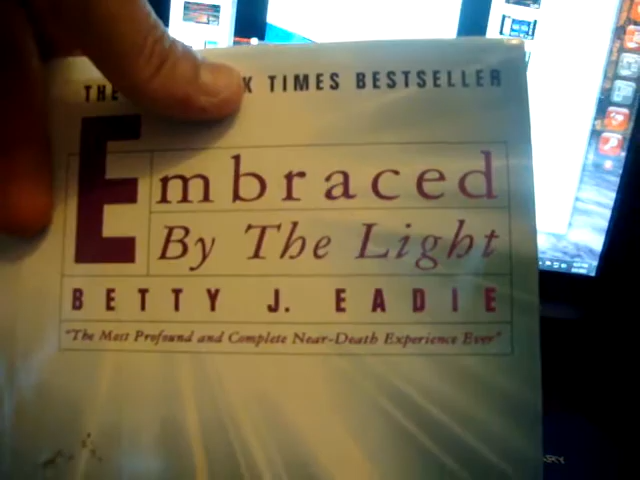 THE K TIMES BESTSELLER
Embraced
By The Light
BETTY J. EADIE
"The Most Profound and Complete Near-Death Experience Ever"